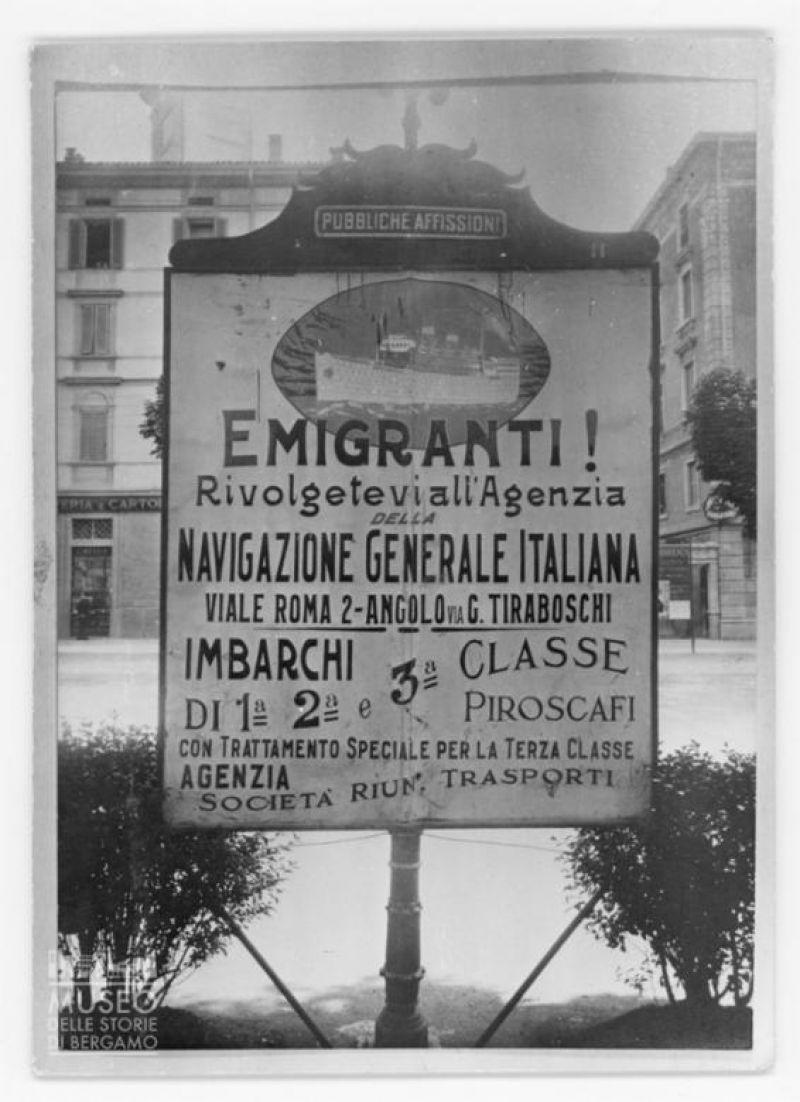 PUBBLICHE AFFISSIONI
EMIGRANTI!
Rivolgetevi all'Agenzia
DELLA
NAVIGAZIONE GENERALE ITALIANA
VIALE ROMA 2-ANGOLO VIA G. TIRABOSCHI
IMBARCHI
DI 1ª 2ª e 3ª CLASSE
PIROSCAFI
CON TRATTAMENTO SPECIALE PER LA TERZA CLASSE
AGENZIA
SOCIETÀ RIUN. TRASPORTI
ERIA E CARTOL
MUSEO
DELLE STORIE
DI BERGAMO